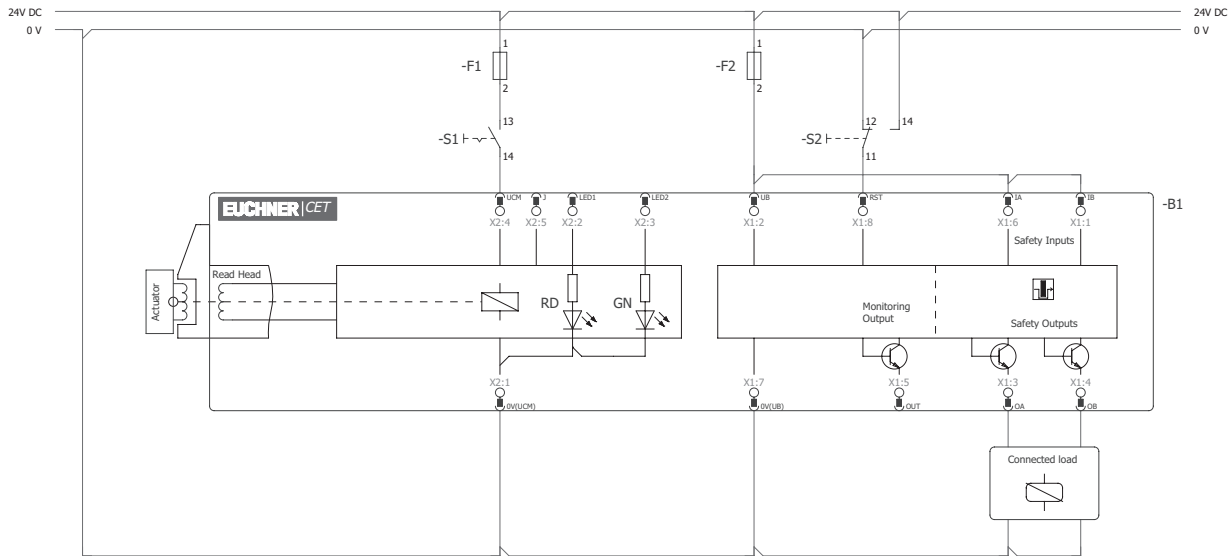 24V DC
24V DC
0 V
0 V
1
1
-F1
-F2
2
2
13
12
14
-S1
-S2
14
11
UCM
J
LED1
LED2
UB
RST
IA
IB
EUCHNER CET
-B1
X2:4
X2:5
X2:2
X2:3
X1:2
X1:8
X1:6
X1:1
Safety Inputs
Read Head
Actuator
RD
GN
Monitoring
Output
Safety Outputs
X2:1
X1:7
X1:5
X1:3
X1:4
0V(UCM)
0V(UB)
OUT
OA
OB
Connected load